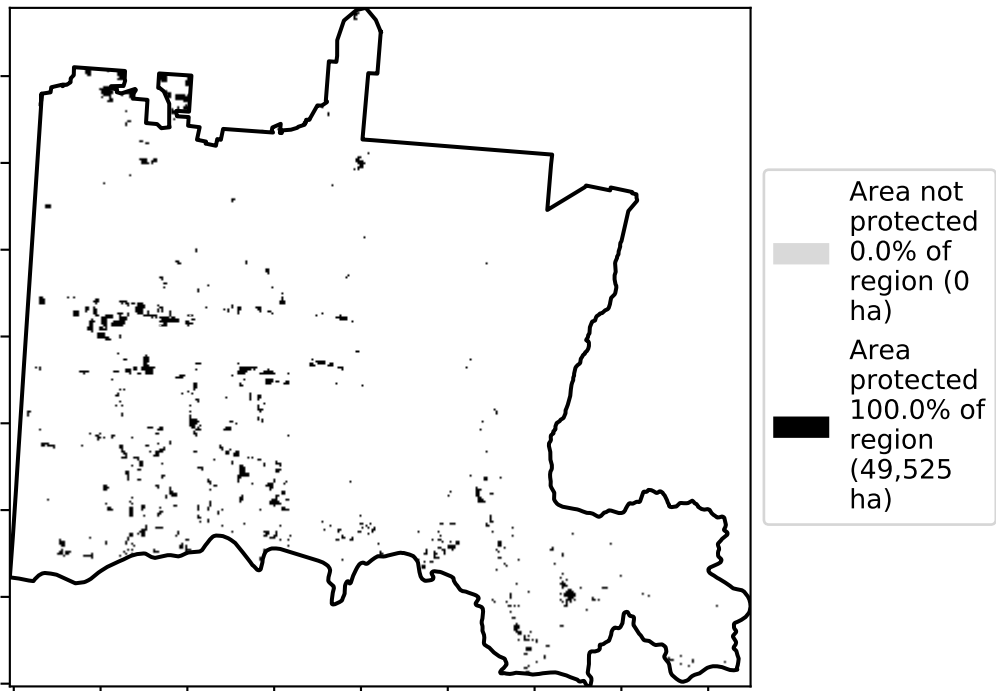 Area not
protected
0.0% of
region (0
ha)
Area
protected
100.0% of
region
(49,525
ha)